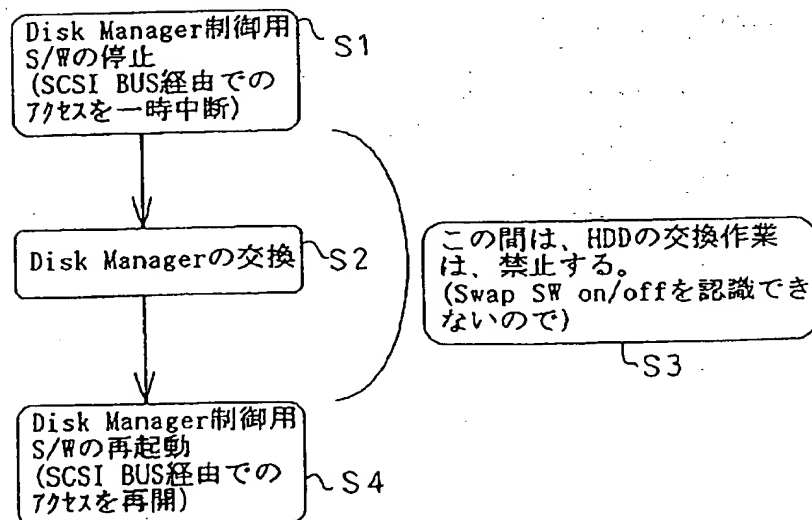 Disk Manager制御用
S/Wの停止
(SCSI BUS経由での
ｱｸｾｽを一時中断)
S1
Disk Managerの交換
S2
この間は、HDDの交換作業
は、禁止する。
(Swap SW on/offを認識でき
ないので)
S3
Disk Manager制御用
S/Wの再起動
(SCSI BUS経由での
ｱｸｾｽを再開)
S4